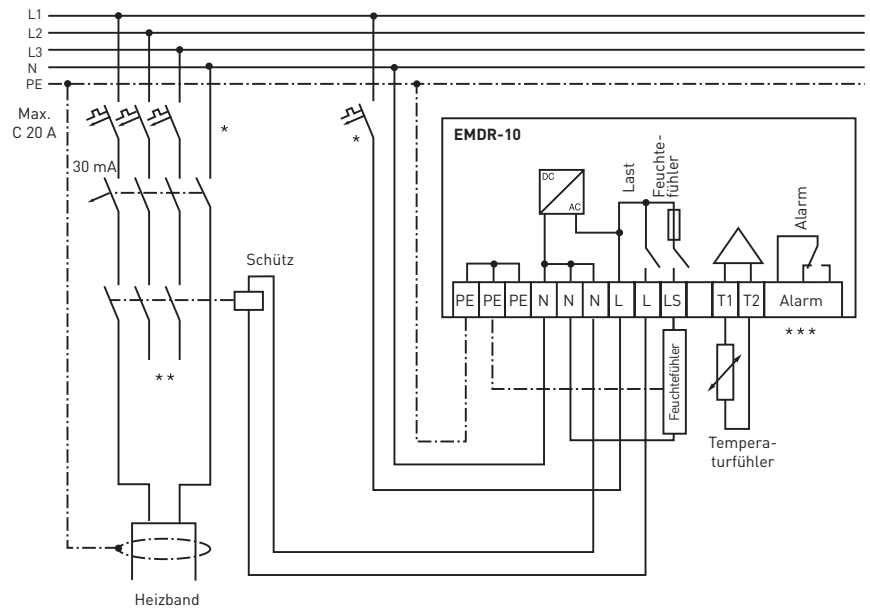 L1
L2
L3
N
PE
Max.
C 20 A
*
*
30 mA
EMDR-10
DC
AC
Last
Feuchte-
fühler
Alarm
Schütz
PE PE PE N N N L L LS T1 T2 Alarm
* * *
* *
Feuchtefühler
Tempera-
turfühler
Heizband